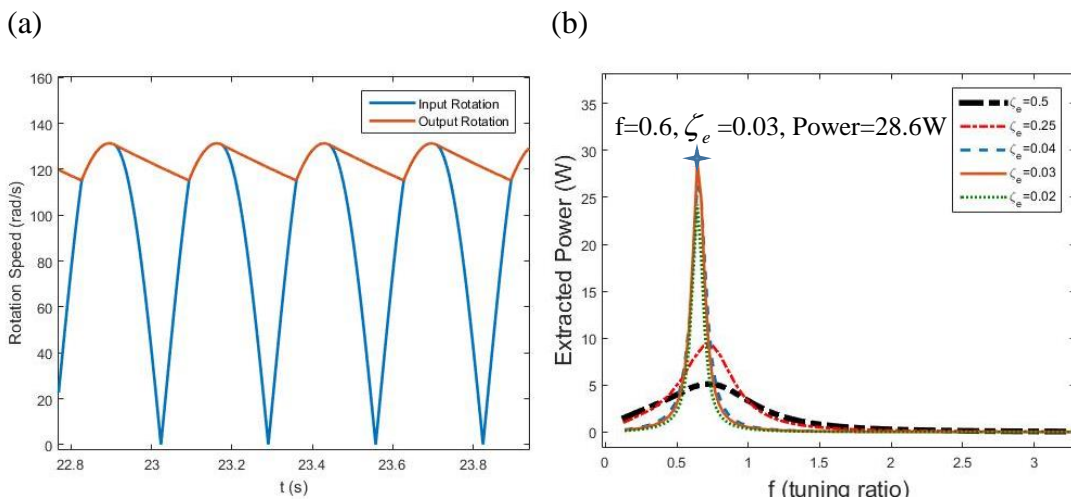 (a)
(b)
160
140
120
100
80
60
40
20
0
Rotation Speed (rad/s)
Input Rotation
Output Rotation
22.8
23
23.2
23.4
23.6
23.8
t (s)
35
30
25
20
15
10
5
0
Extracted Power (W)
f=0.6, ζe =0.03, Power=28.6W
ζe=0.5
ζe=0.25
ζe=0.04
ζe=0.03
ζe=0.02
0
0.5
1
1.5
2
2.5
3
f (tuning ratio)